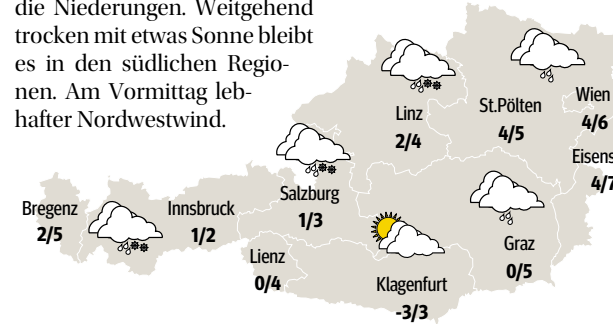 die Niederungen. Weitgehend
trocken mit etwas Sonne bleibt
es in den südlichen Regio-
nen. Am Vormittag leb-
hafter Nordwestwind.
Linz
2/4
St.Pölten
4/5
Wien
4/6
Eisens
4/7
Salzburg
1/3
Bregenz
2/5
Innsbruck
1/2
Lienz
0/4
Klagenfurt
-3/3
Graz
0/5